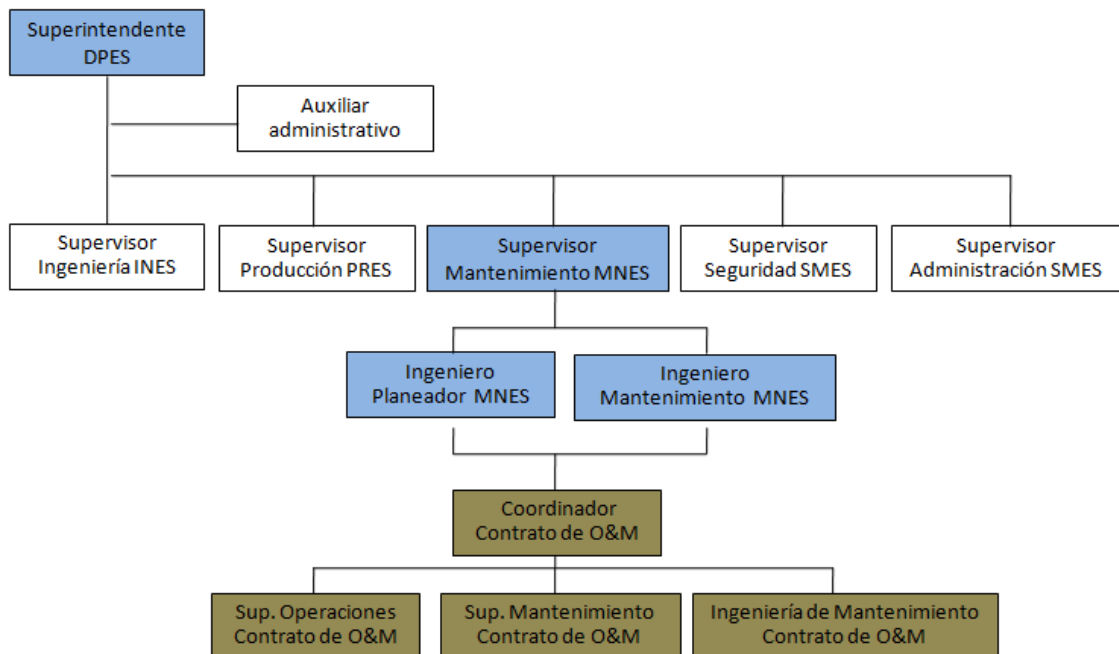 Superintendente
DPES
Auxiliar
administrativo
Supervisor
Ingeniería INES
Supervisor
Producción PRES
Supervisor
Mantenimiento MNES
Supervisor
Seguridad SMES
Supervisor
Administración SMES
Ingeniero
Planeador MNES
Ingeniero
Mantenimiento MNES
Coordinador
Contrato de O&M
Sup. Operaciones
Contrato de O&M
Sup. Mantenimiento
Contrato de O&M
Ingeniería de Mantenimiento
Contrato de O&M